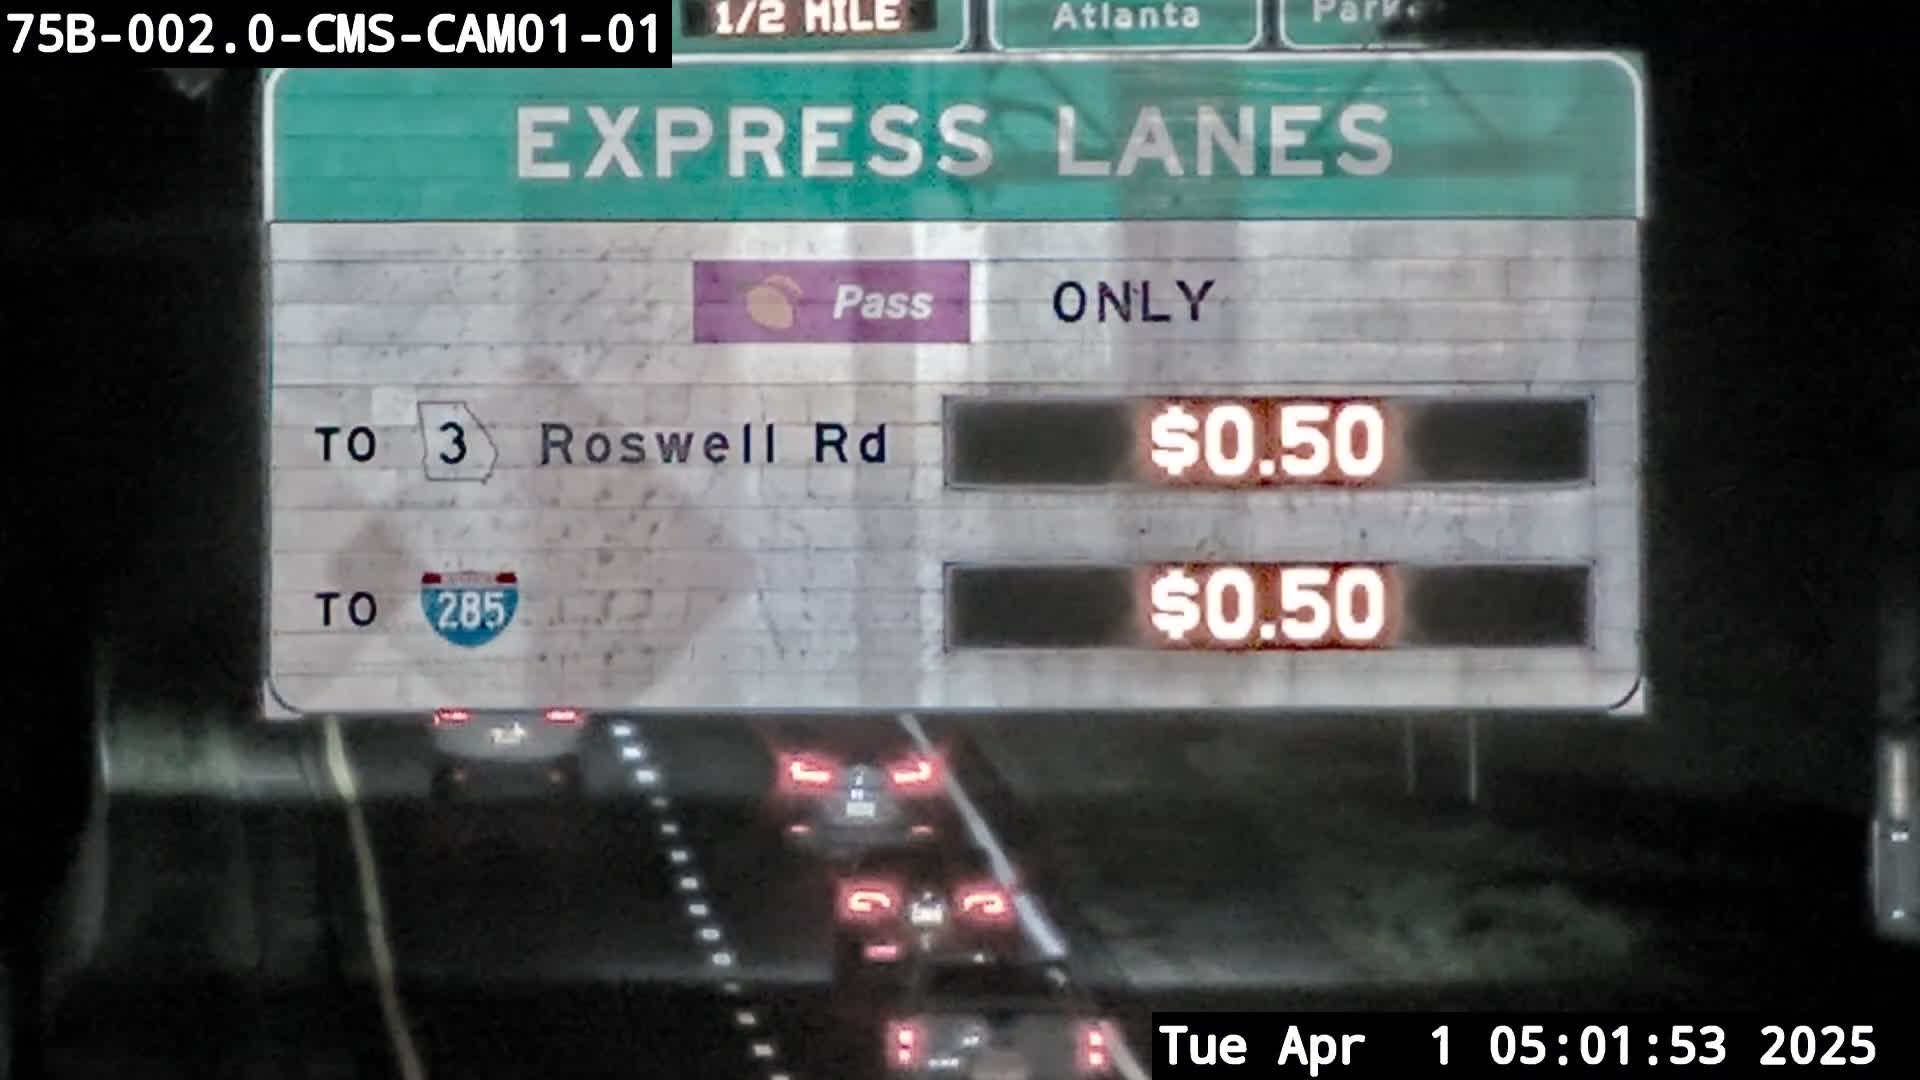 75B-002.0-CMS-CAM01-01
1/2 MILE
Atlanta
EXPRESS LANES
Pass ONLY
TO 3 Roswell Rd $0.50
TO 285 $0.50
Tue Apr 1 05:01:53 2025